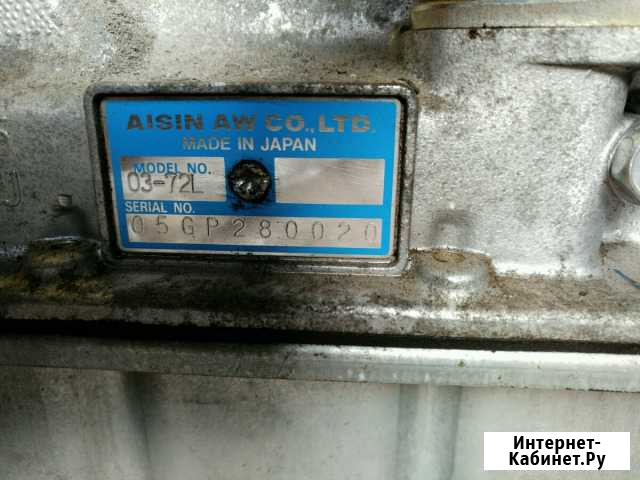 AISIN AW CO.,LTD.
MADE IN JAPAN
MODEL NO.
03-72L
SERIAL NO.
05GP280020
Интернет-
Кабинет.Ру